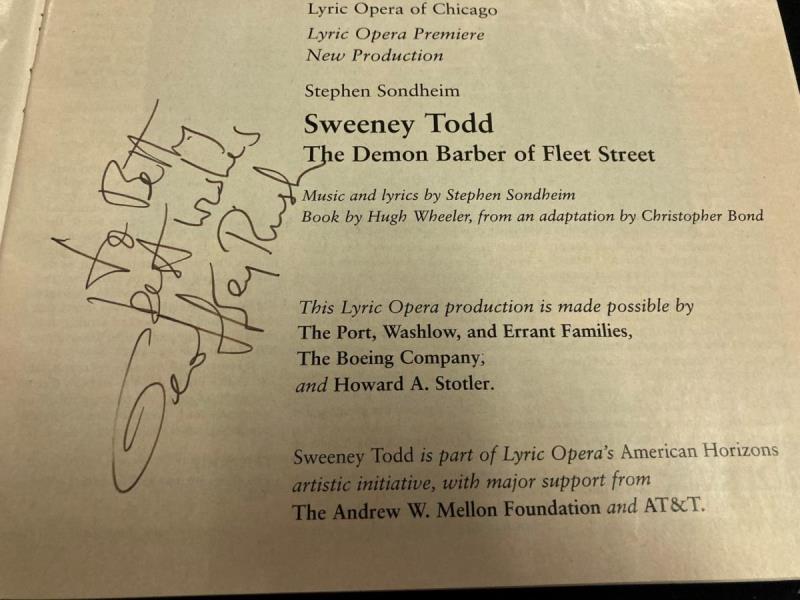 Lyric Opera of Chicago
Lyric Opera Premiere
New Production
Stephen Sondheim
Sweeney Todd
The Demon Barber of Fleet Street
Music and lyrics by Stephen Sondheim
Book by Hugh Wheeler, from an adaptation by Christopher Bond
This Lyric Opera production is made possible by
The Port, Washlow, and Errant Families,
The Boeing Company,
and Howard A. Stotler.
Sweeney Todd is part of Lyric Opera's American Horizons
artistic initiative, with major support from
The Andrew W. Mellon Foundation and AT&T.
To Betty
best wishes
Geoffrey Rush